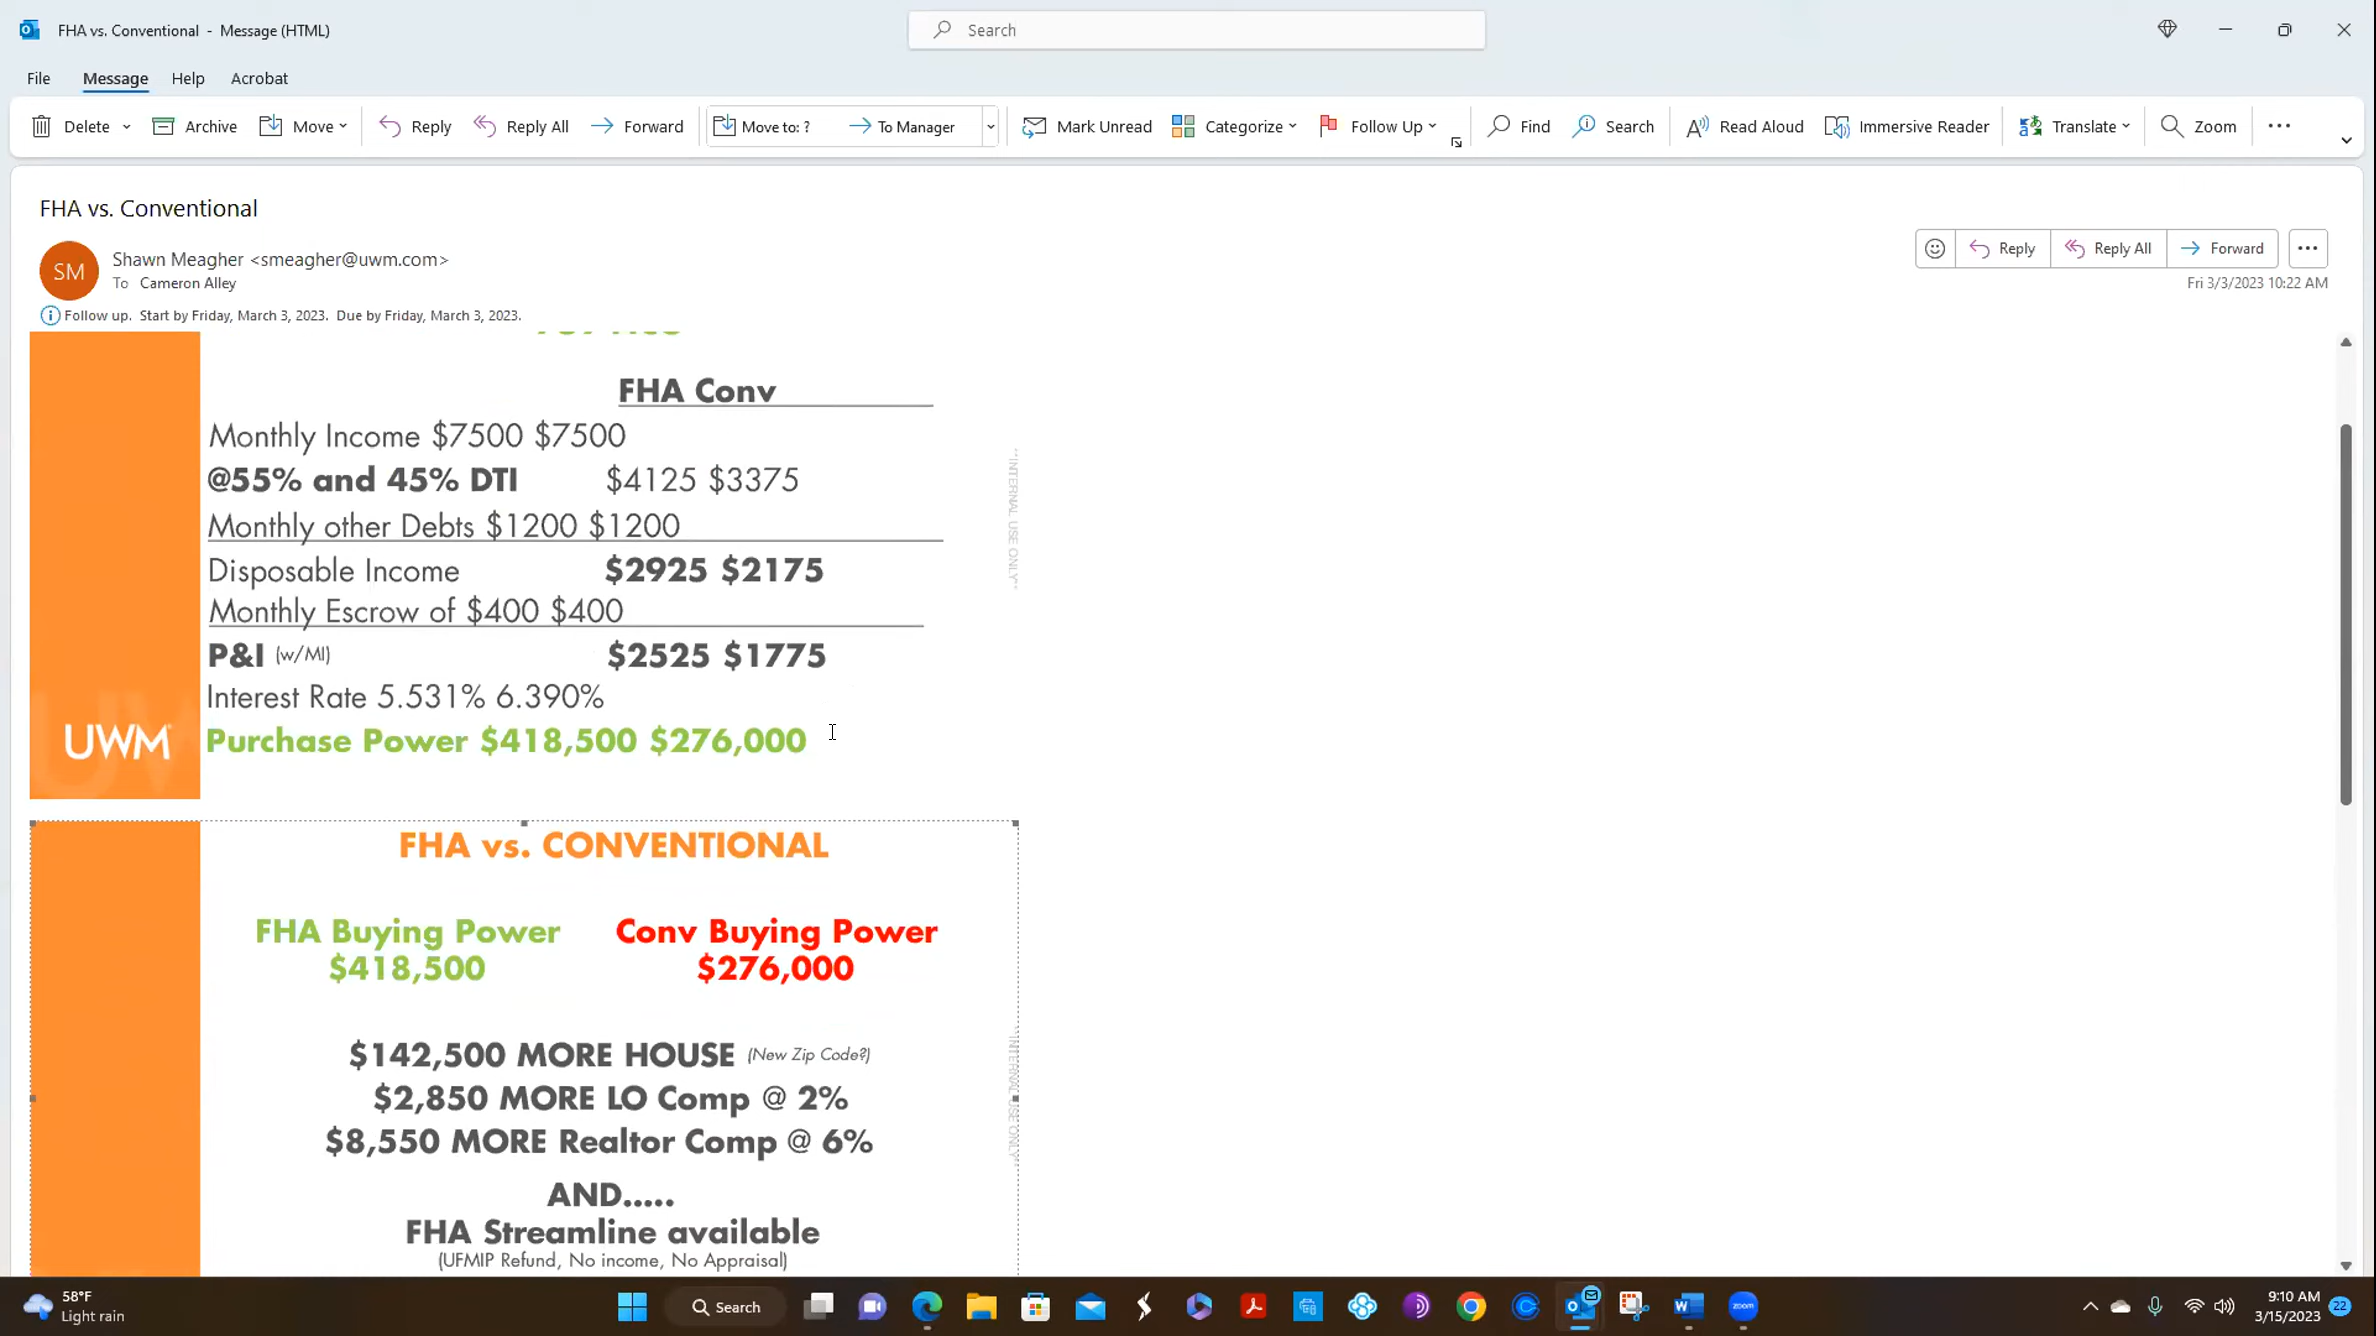 FHA vs. Conventional - Message (HTML)
Search
File Message Help Acrobat
Delete Archive Move Reply Reply All Forward Move to: ? To Manager Mark Unread Categorize Follow Up Find Search Read Aloud Immersive Reader Translate Zoom
FHA vs. Conventional
SM
Shawn Meagher <smeagher@uwm.com>
To Cameron Alley
Reply Reply All Forward
Fri 3/3/2023 10:22 AM
Follow up. Start by Friday, March 3, 2023. Due by Friday, March 3, 2023.
FHA Conv
Monthly Income $7500 $7500
@55% and 45% DTI $4125 $3375
Monthly other Debts $1200 $1200
Disposable Income $2925 $2175
Monthly Escrow of $400 $400
P&I (w/MI) $2525 $1775
Interest Rate 5.531% 6.390%
Purchase Power $418,500 $276,000
UWM
**INTERNAL USE ONLY**
FHA vs. CONVENTIONAL
FHA Buying Power Conv Buying Power
$418,500 $276,000
$142,500 MORE HOUSE (New Zip Code?)
$2,850 MORE LO Comp @ 2%
$8,550 MORE Realtor Comp @ 6%
AND.....
FHA Streamline available
(UFMIP Refund, No income, No Appraisal)
**INTERNAL USE ONLY**
58°F
Light rain
Search
zoom
9:10 AM
3/15/2023
22